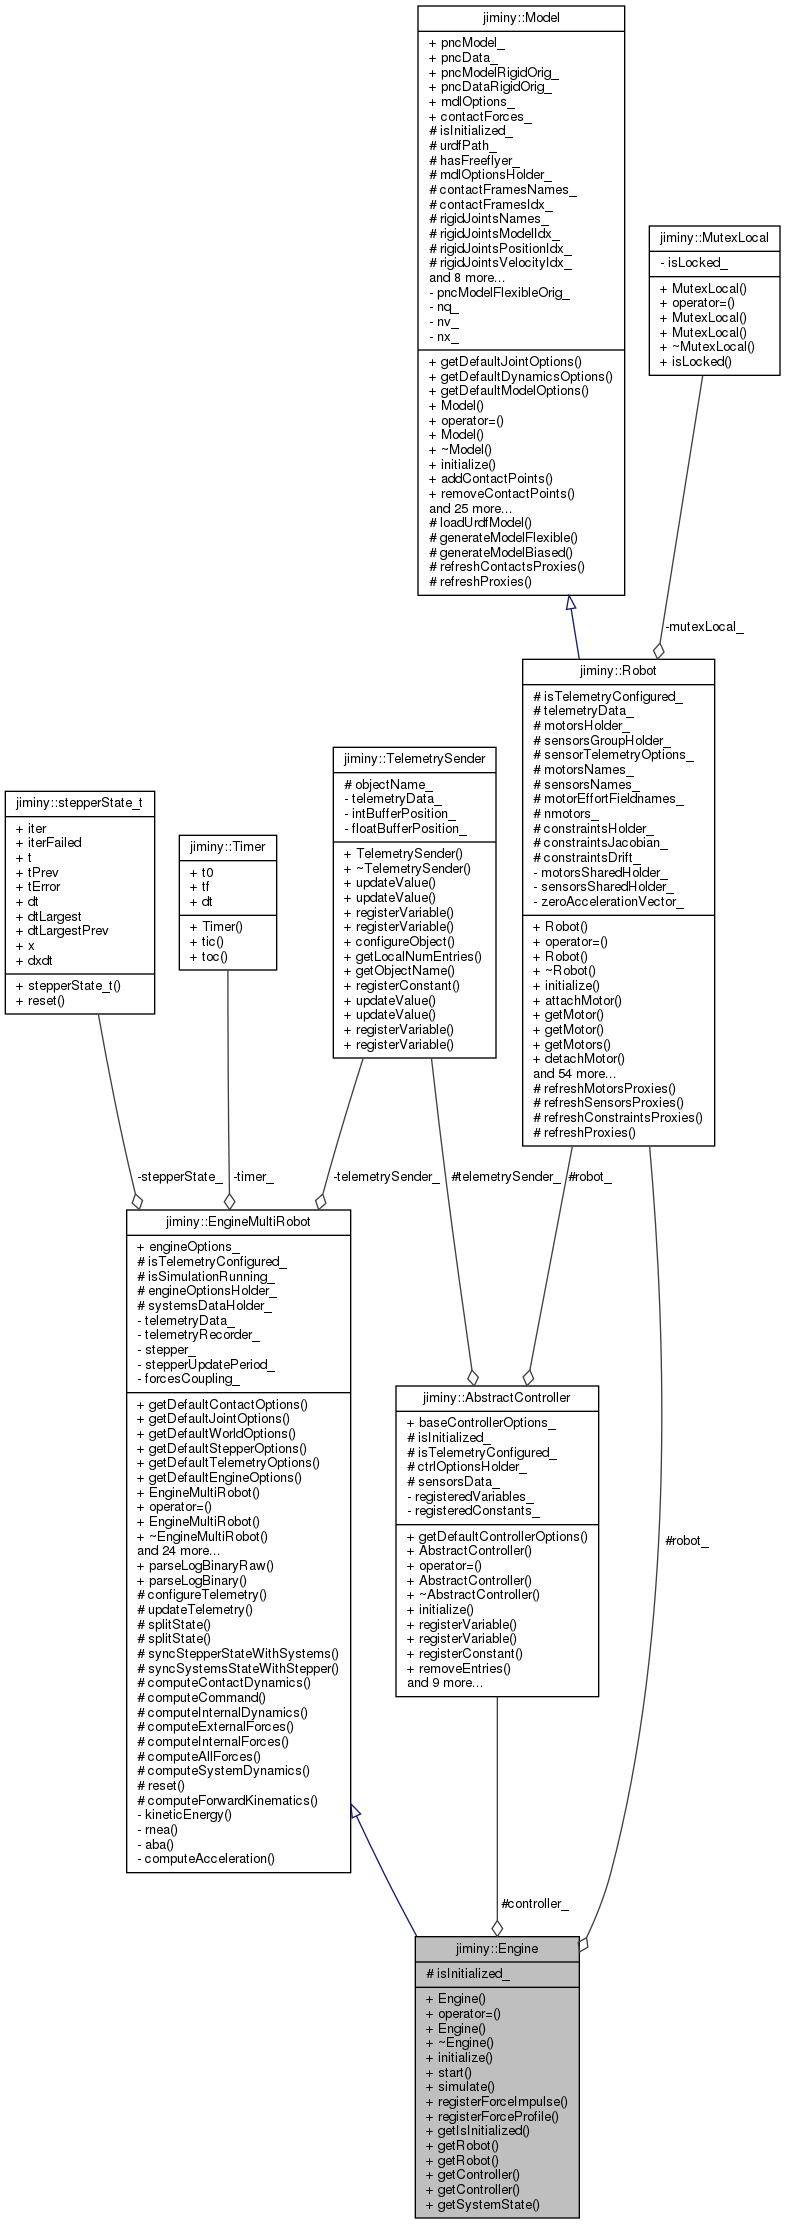 jiminy::Model
+ pncModel_
+ pncData_
+ pncModelRigidOrig_
+ pncDataRigidOrig_
+ mdlOptions_
+ contactForces_
# isInitialized_
# urdfPath_
# hasFreeflyer_
# mdlOptionsHolder_
# contactFramesNames_
# contactFramesIdx_
# rigidJointsNames_
# rigidJointsModelIdx_
# rigidJointsPositionIdx_
# rigidJointsVelocityIdx_
and 8 more...
- pncModelFlexibleOrig_
- nq_
- nv_
- nx_
+ getDefaultJointOptions()
+ getDefaultDynamicsOptions()
+ getDefaultModelOptions()
+ Model()
+ operator=()
+ Model()
+ ~Model()
+ initialize()
+ addContactPoints()
+ removeContactPoints()
and 25 more...
# loadUrdfModel()
# generateModelFlexible()
# generateModelBiased()
# refreshContactsProxies()
# refreshProxies()
jiminy::MutexLocal
- isLocked_
+ MutexLocal()
+ operator=()
+ MutexLocal()
+ MutexLocal()
+ ~MutexLocal()
+ isLocked()
-mutexLocal_
jiminy::Robot
# isTelemetryConfigured_
# telemetryData_
# motorsHolder_
# sensorsGroupHolder_
# sensorTelemetryOptions_
# motorsNames_
# sensorsNames_
# motorEffortFieldnames_
# nmotors_
# constraintsHolder_
# constraintsJacobian_
# constraintsDrift_
- motorsSharedHolder_
- sensorsSharedHolder_
- zeroAccelerationVector_
+ Robot()
+ operator=()
+ Robot()
+ ~Robot()
+ initialize()
+ attachMotor()
+ getMotor()
+ getMotor()
+ getMotors()
+ detachMotor()
and 54 more...
# refreshMotorsProxies()
# refreshSensorsProxies()
# refreshConstraintsProxies()
# refreshProxies()
jiminy::TelemetrySender
# objectName_
- telemetryData_
- intBufferPosition_
- floatBufferPosition_
+ TelemetrySender()
+ ~TelemetrySender()
+ updateValue()
+ updateValue()
+ registerVariable()
+ registerVariable()
+ configureObject()
+ getLocalNumEntries()
+ getObjectName()
+ registerConstant()
+ updateValue()
+ updateValue()
+ registerVariable()
+ registerVariable()
jiminy::stepperState_t
+ iter
+ iterFailed
+ t
+ tPrev
+ tError
+ dt
+ dtLargest
+ dtLargestPrev
+ x
+ dxdt
+ stepperState_t()
+ reset()
jiminy::Timer
+ t0
+ tf
+ dt
+ Timer()
+ tic()
+ toc()
-stepperState_
-timer_
-telemetrySender_
#telemetrySender_
#robot_
jiminy::EngineMultiRobot
+ engineOptions_
# isTelemetryConfigured_
# isSimulationRunning_
# engineOptionsHolder_
# systemsDataHolder_
- telemetryData_
- telemetryRecorder_
- stepper_
- stepperUpdatePeriod_
- forcesCoupling_
+ getDefaultContactOptions()
+ getDefaultJointOptions()
+ getDefaultWorldOptions()
+ getDefaultStepperOptions()
+ getDefaultTelemetryOptions()
+ getDefaultEngineOptions()
+ EngineMultiRobot()
+ operator=()
+ EngineMultiRobot()
+ ~EngineMultiRobot()
and 24 more...
+ parseLogBinaryRaw()
+ parseLogBinary()
# configureTelemetry()
# updateTelemetry()
# splitState()
# splitState()
# syncStepperStateWithSystems()
# syncSystemsStateWithStepper()
# computeContactDynamics()
# computeCommand()
# computeInternalDynamics()
# computeExternalForces()
# computeInternalForces()
# computeAllForces()
# computeSystemDynamics()
# reset()
# computeForwardKinematics()
- kineticEnergy()
- rnea()
- aba()
- computeAcceleration()
jiminy::AbstractController
+ baseControllerOptions_
# isInitialized_
# isTelemetryConfigured_
# ctrlOptionsHolder_
# sensorsData_
- registeredVariables_
- registeredConstants_
+ getDefaultControllerOptions()
+ AbstractController()
+ operator=()
+ AbstractController()
+ ~AbstractController()
+ initialize()
+ registerVariable()
+ registerVariable()
+ registerConstant()
+ removeEntries()
and 9 more...
#robot_
#controller_
jiminy::Engine
# isInitialized_
+ Engine()
+ operator=()
+ Engine()
+ ~Engine()
+ initialize()
+ start()
+ simulate()
+ registerForceImpulse()
+ registerForceProfile()
+ getIsInitialized()
+ getRobot()
+ getRobot()
+ getController()
+ getController()
+ getSystemState()